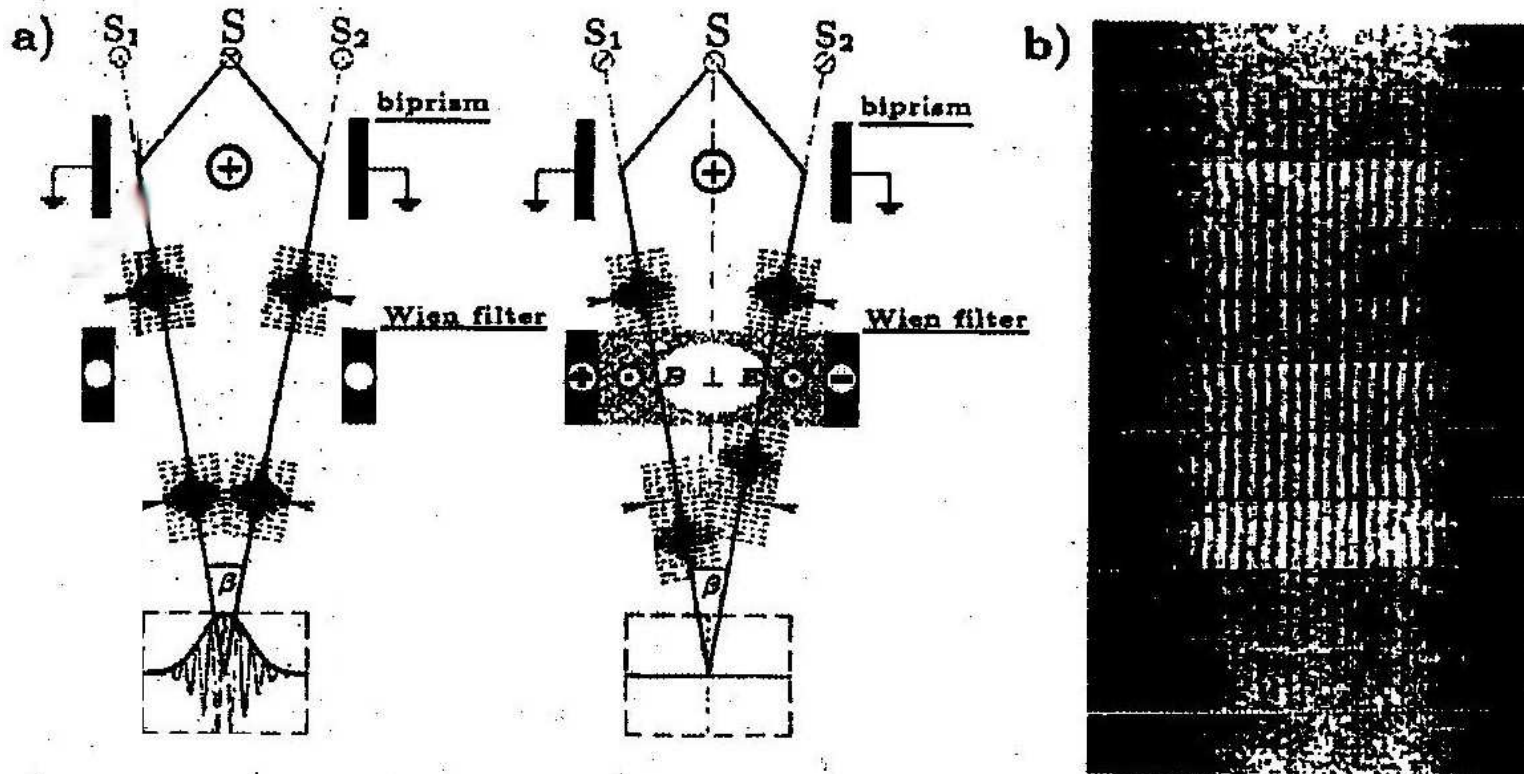 a)
S₁ S S₂
S₁ S S₂
b)
biprism
biprism
+
+
Wien filter
Wien filter
+ B ⊥ E −
β
β